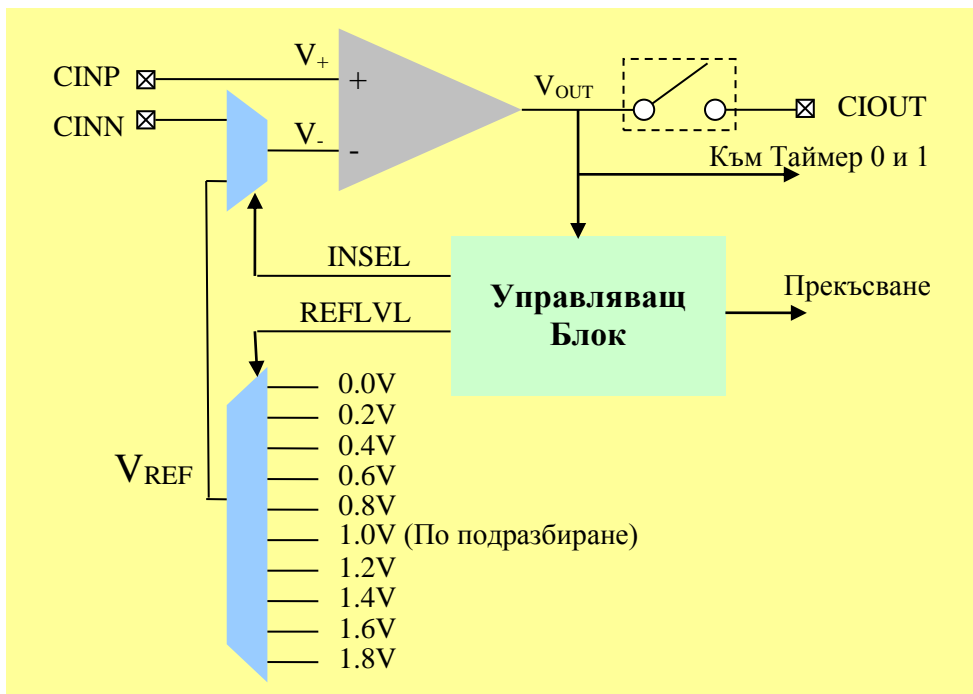 CINP
V+
+
CINN
V-
-
VOUT
CIOUT
Към Таймер 0 и 1
INSEL
REFLVL
Управляващ
Блок
Прекъсване
0.0V
0.2V
0.4V
VREF
0.6V
0.8V
1.0V (По подразбиране)
1.2V
1.4V
1.6V
1.8V